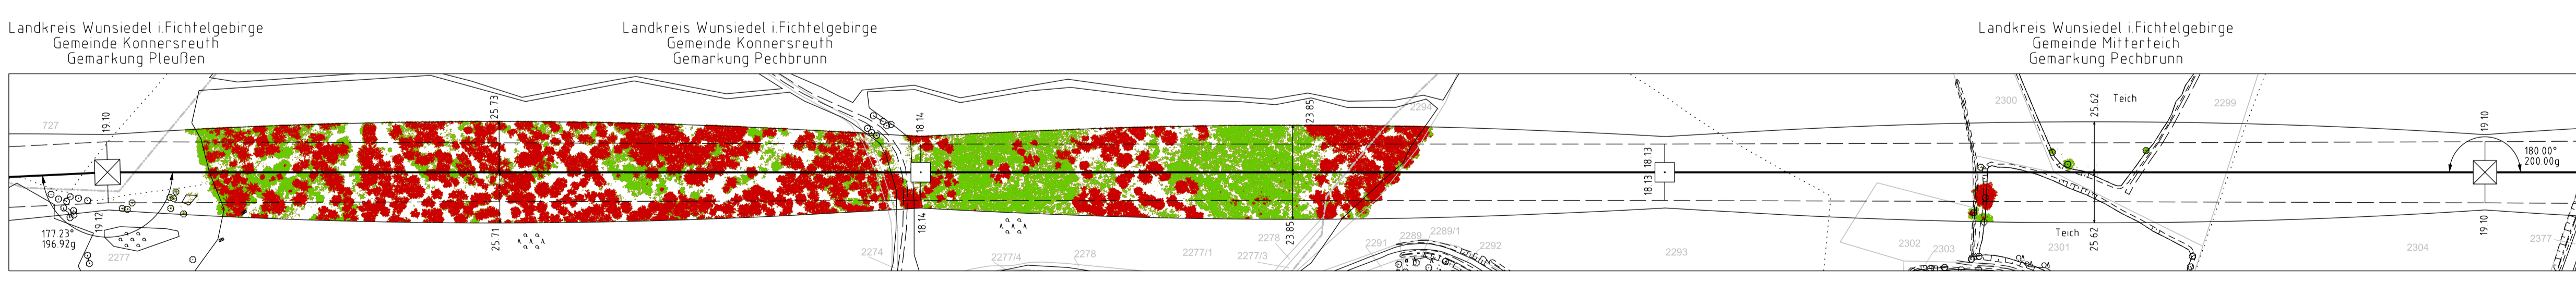 Landkreis Wunsiedel i.Fichtelgebirge
Gemeinde Konnersreuth
Gemarkung Pleußen
Landkreis Wunsiedel i.Fichtelgebirge
Gemeinde Konnersreuth
Gemarkung Pechbrunn
Landkreis Wunsiedel i.Fichtelgebirge
Gemeinde Mitterteich
Gemarkung Pechbrunn
727
19.10
25.73
18.14
23.85
2294
18.13 18.13
2300
25.62
Teich
2299
19.10
180.00°
200.00g
177.23°
196.92g
19.12
2277
25.71
2274
18.14
2277/4
2278
2277/1
2277/3
2278
23.85
2291
2289
2289/1
2292
2293
2302
2303
2301
Teich
25.62
2304
19.10
2377